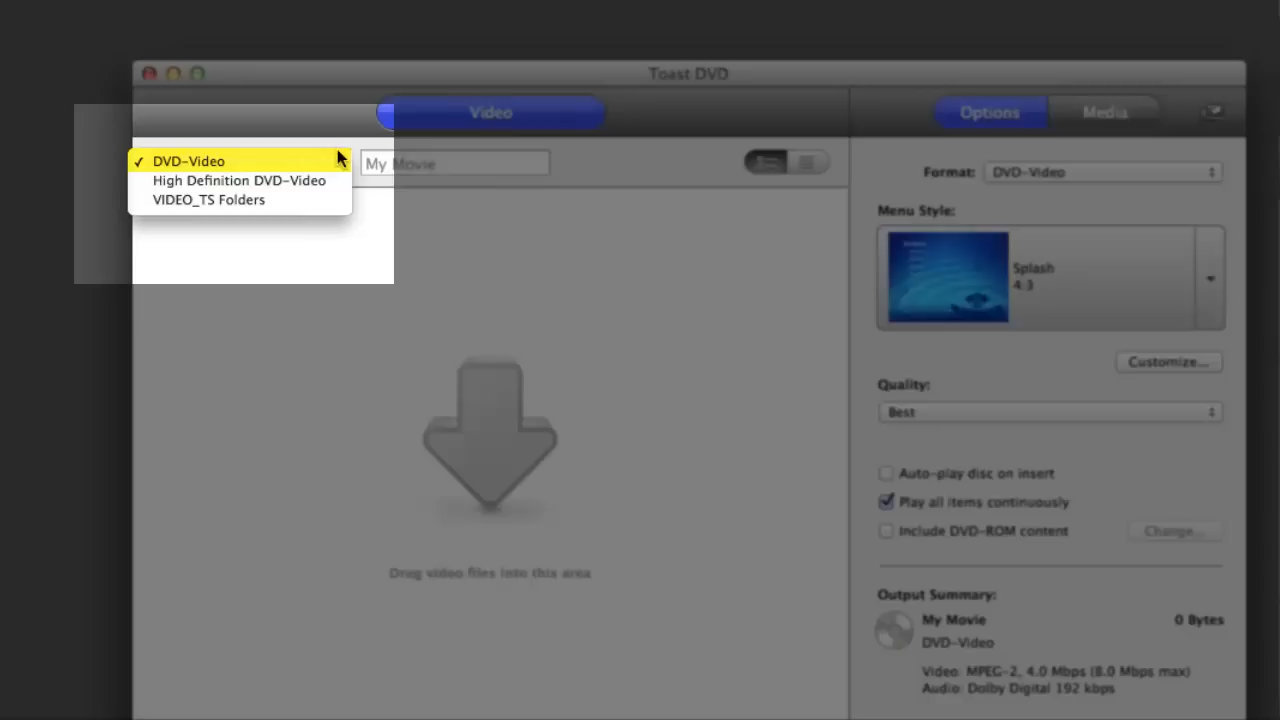 Toast DVD
Video
Options
Media
✓ DVD-Video
High Definition DVD-Video
VIDEO_TS Folders
My Movie
Format: DVD-Video
Menu Style:
Splash
4:3
Customize...
Quality:
Best
Auto-play disc on insert
Play all items continuously
Include DVD-ROM content
Change...
Drag video files into this area
Output Summary:
My Movie 0 Bytes
DVD-Video
Video: MPEG-2, 4.0 Mbps (8.0 Mbps max)
Audio: Dolby Digital 192 kbps